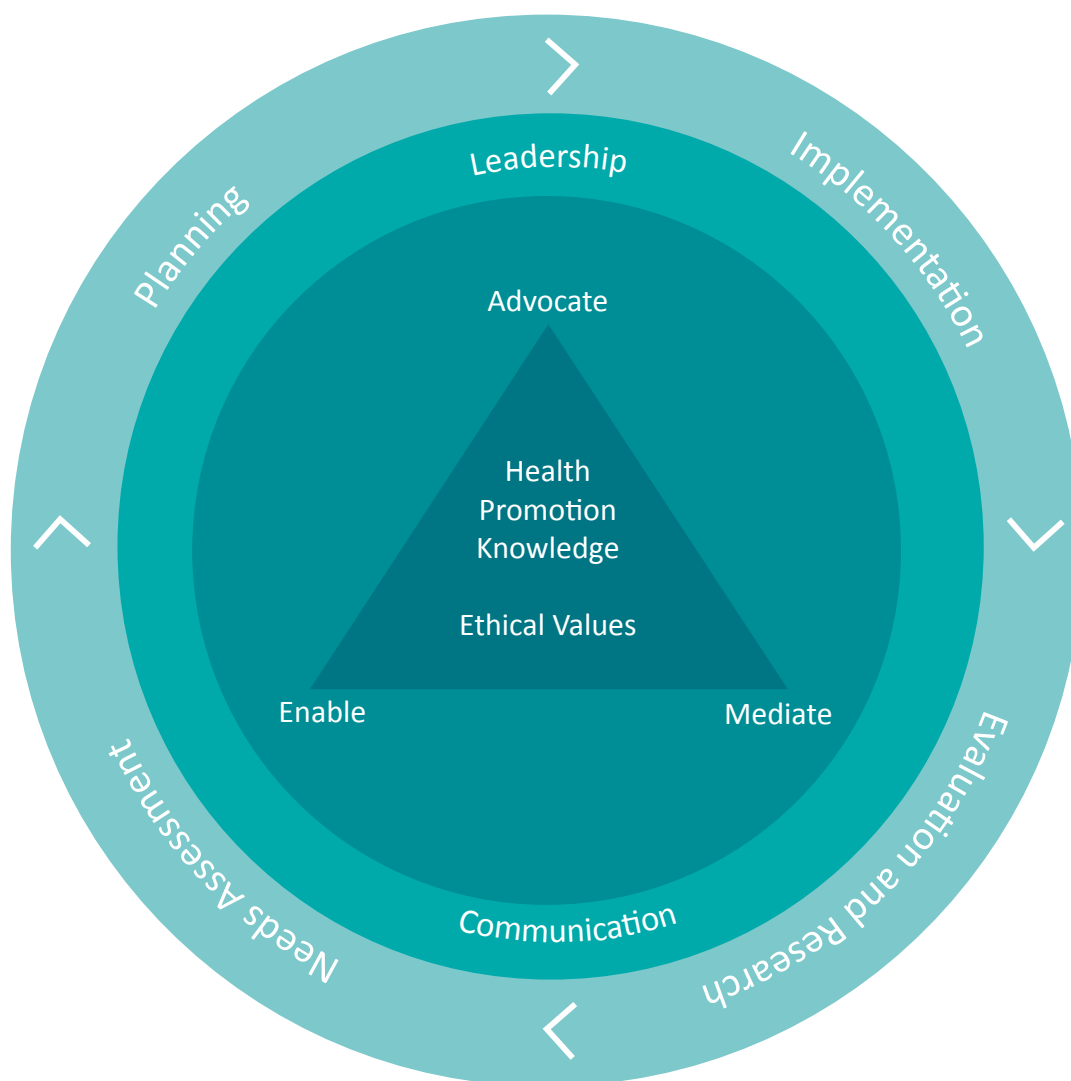 Planning
Implementation
Leadership
Advocate
Health
Promotion
Knowledge
Ethical Values
Enable
Mediate
Needs Assessment
Evaluation and Research
Communication